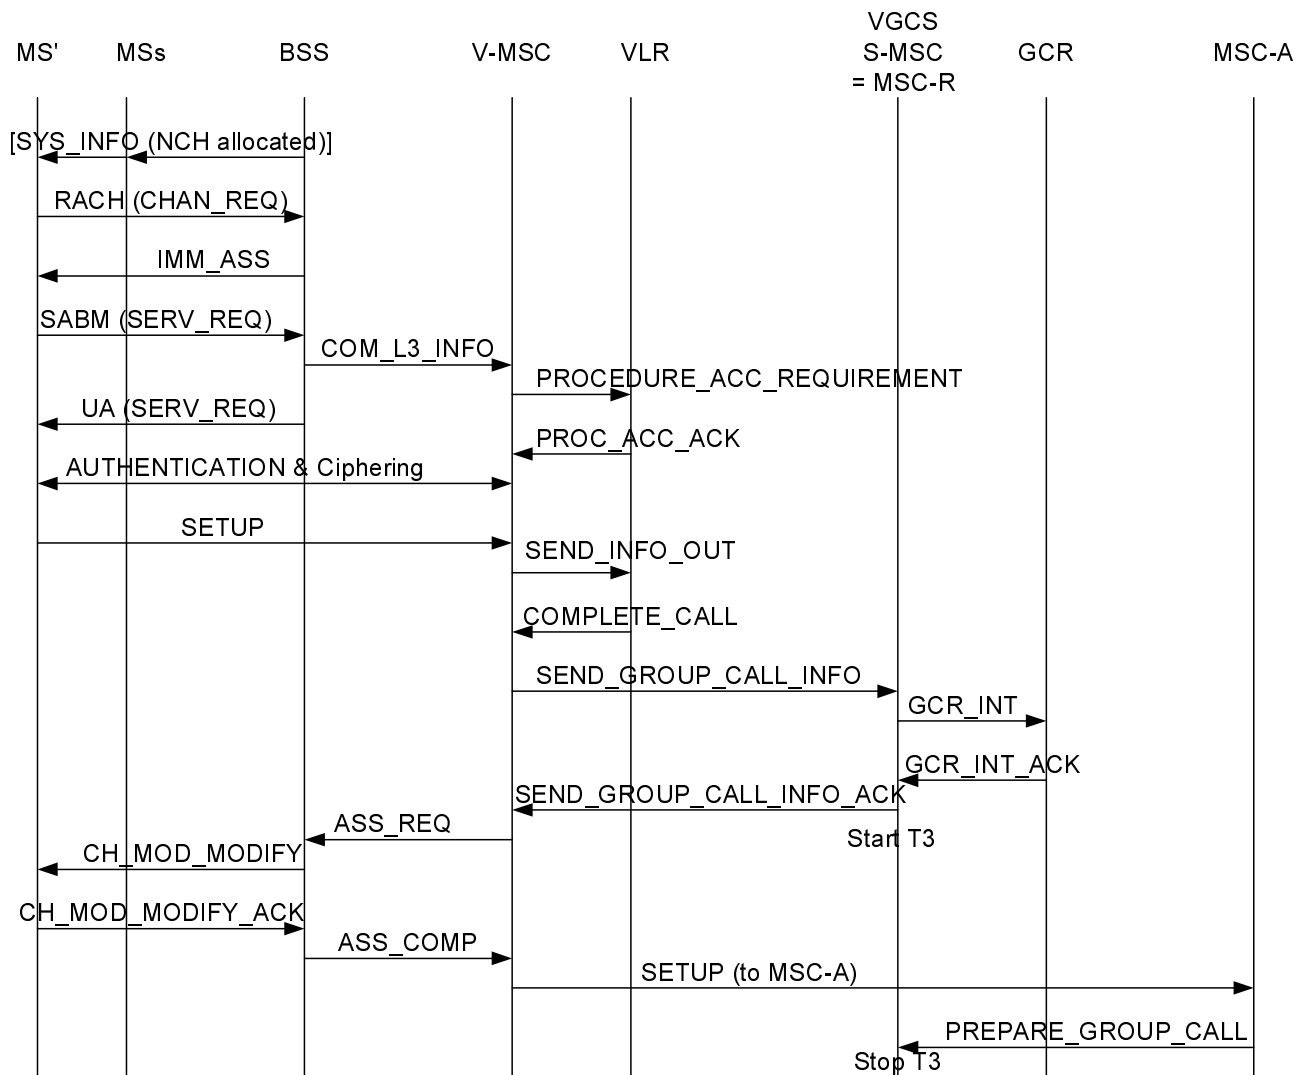 VGCS
MS' MSs BSS V-MSC VLR S-MSC GCR MSC-A
= MSC-R
[SYS_INFO (NCH allocated)]
RACH (CHAN_REQ)
IMM_ASS
SABM (SERV_REQ)
COM_L3_INFO
PROCEDURE_ACC_REQUIREMENT
UA (SERV_REQ)
PROC_ACC_ACK
AUTHENTICATION & Ciphering
SETUP
SEND_INFO_OUT
COMPLETE_CALL
SEND_GROUP_CALL_INFO
GCR_INT
GCR_INT_ACK
SEND_GROUP_CALL_INFO_ACK
ASS_REQ
Start T3
CH_MOD_MODIFY
CH_MOD_MODIFY_ACK
ASS_COMP
SETUP (to MSC-A)
PREPARE_GROUP_CALL
Stop T3